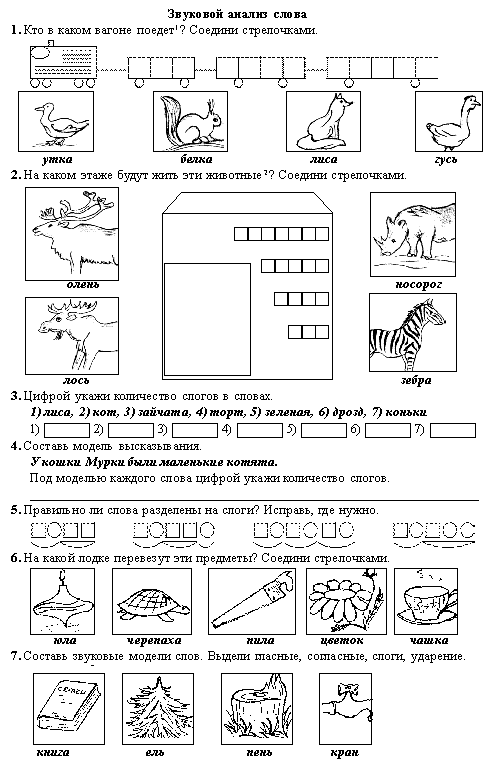 Звуковой анализ слова
1. Кто в каком вагоне поедет¹? Соедини стрелочками.
утка белка лиса гусь
2. На каком этаже будут жить эти животные²? Соедини стрелочками.
олень носорог
лось зебра
3. Цифрой укажи количество слогов в словах.
1) лиса, 2) кот, 3) зайчата, 4) торт, 5) зеленая, 6) дрозд, 7) коньки
1) 2) 3) 4) 5) 6) 7)
4. Составь модель высказывания.
У кошки Мурки были маленькие котята.
Под моделью каждого слова цифрой укажи количество слогов.
5. Правильно ли слова разделены на слоги? Исправь, где нужно.
6. На какой лодке перевезут эти предметы? Соедини стрелочками.
юла черепаха пила цветок чашка
7. Составь звуковые модели слов. Выдели гласные, согласные, слоги, ударение.
книга ель пень кран